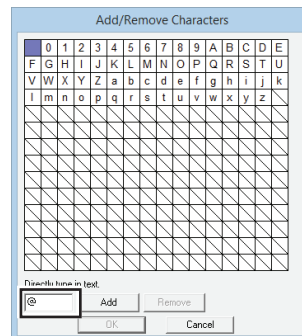 Add/Remove Characters
0 1 2 3 4 5 6 7 8 9 A B C D E
F G H I J K L M N O P Q R S T U
V W X Y Z a b c d e f g h i j k
l m n o p q r s t u v w x y z
Directly type in text.
@ Add Remove
OK Cancel